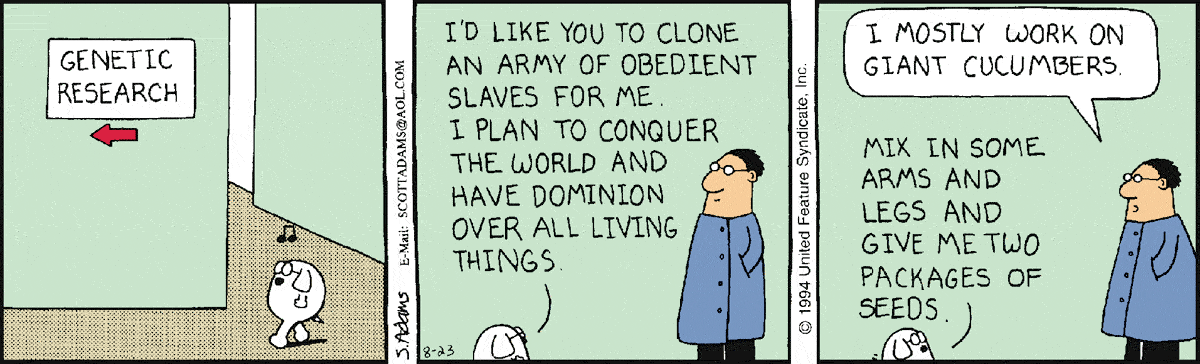 GENETIC
RESEARCH
S. Adams
E-Mail: SCOTTADAMS@AOL.COM
I'D LIKE YOU TO CLONE
AN ARMY OF OBEDIENT
SLAVES FOR ME.
I PLAN TO CONQUER
THE WORLD AND
HAVE DOMINION
OVER ALL LIVING
THINGS.
8-23
© 1994 United Feature Syndicate, Inc.
I MOSTLY WORK ON
GIANT CUCUMBERS.
MIX IN SOME
ARMS AND
LEGS AND
GIVE ME TWO
PACKAGES OF
SEEDS.